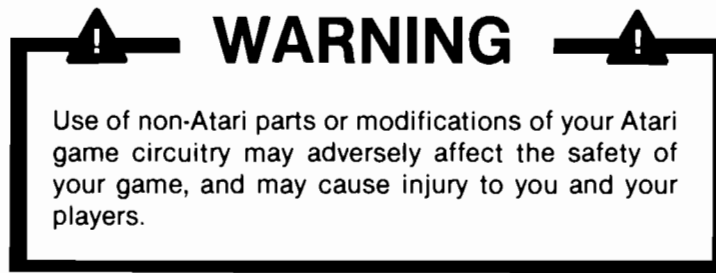 WARNING
Use of non-Atari parts or modifications of your Atari
game circuitry may adversely affect the safety of
your game, and may cause injury to you and your
players.